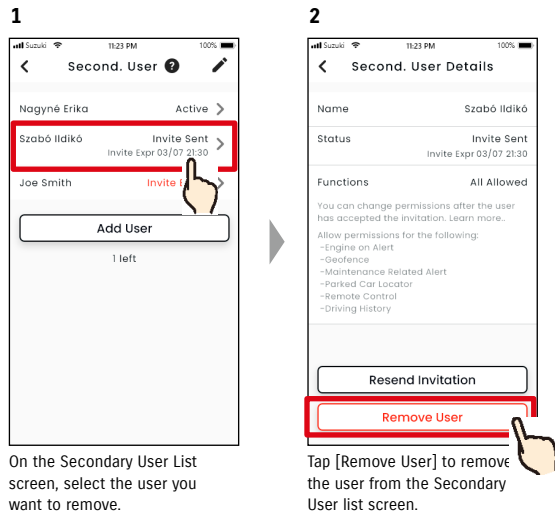 1
Suzuki 11:23 PM 100%
Second. User ?
Nagyné Erika Active
Szabó Ildikó Invite Sent
Invite Expr 03/07 21:30
Joe Smith Invite
Add User
1 left
On the Secondary User List
screen, select the user you
want to remove.
2
Suzuki 11:23 PM 100%
Second. User Details
Name Szabó Ildikó
Status Invite Sent
Invite Expr 03/07 21:30
Functions All Allowed
You can change permissions after the user
has accepted the invitation. Learn more..
Allow permissions for the following:
-Engine on Alert
-Geofence
-Maintenance Related Alert
-Parked Car Locator
-Remote Control
-Driving History
Resend Invitation
Remove User
Tap [Remove User] to remove
the user from the Secondary
User list screen.